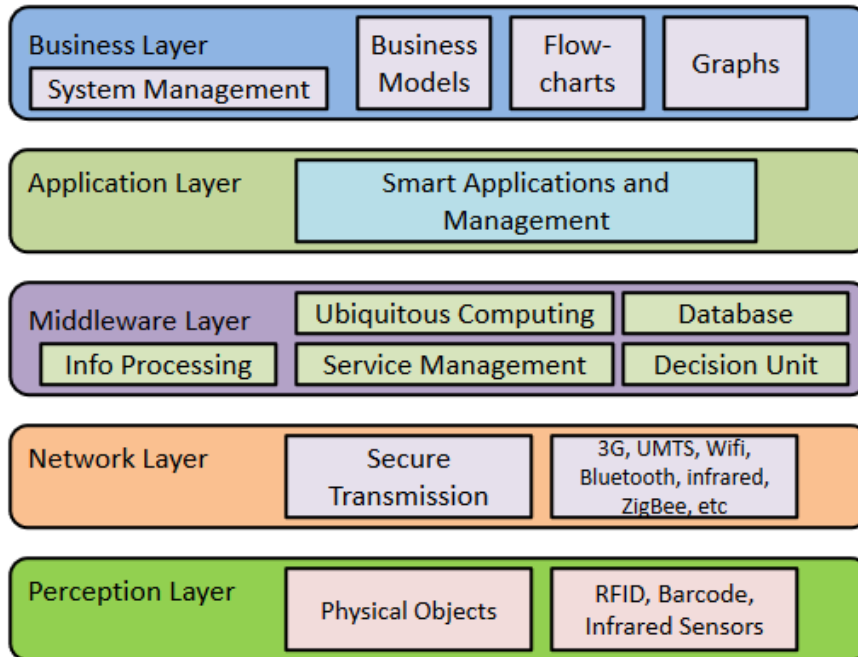 Business Layer
System Management
Business
Models
Flow-
charts
Graphs
Application Layer
Smart Applications and
Management
Middleware Layer
Ubiquitous Computing
Database
Info Processing
Service Management
Decision Unit
Network Layer
Secure
Transmission
3G, UMTS, Wifi,
Bluetooth, infrared,
ZigBee, etc
Perception Layer
Physical Objects
RFID, Barcode,
Infrared Sensors